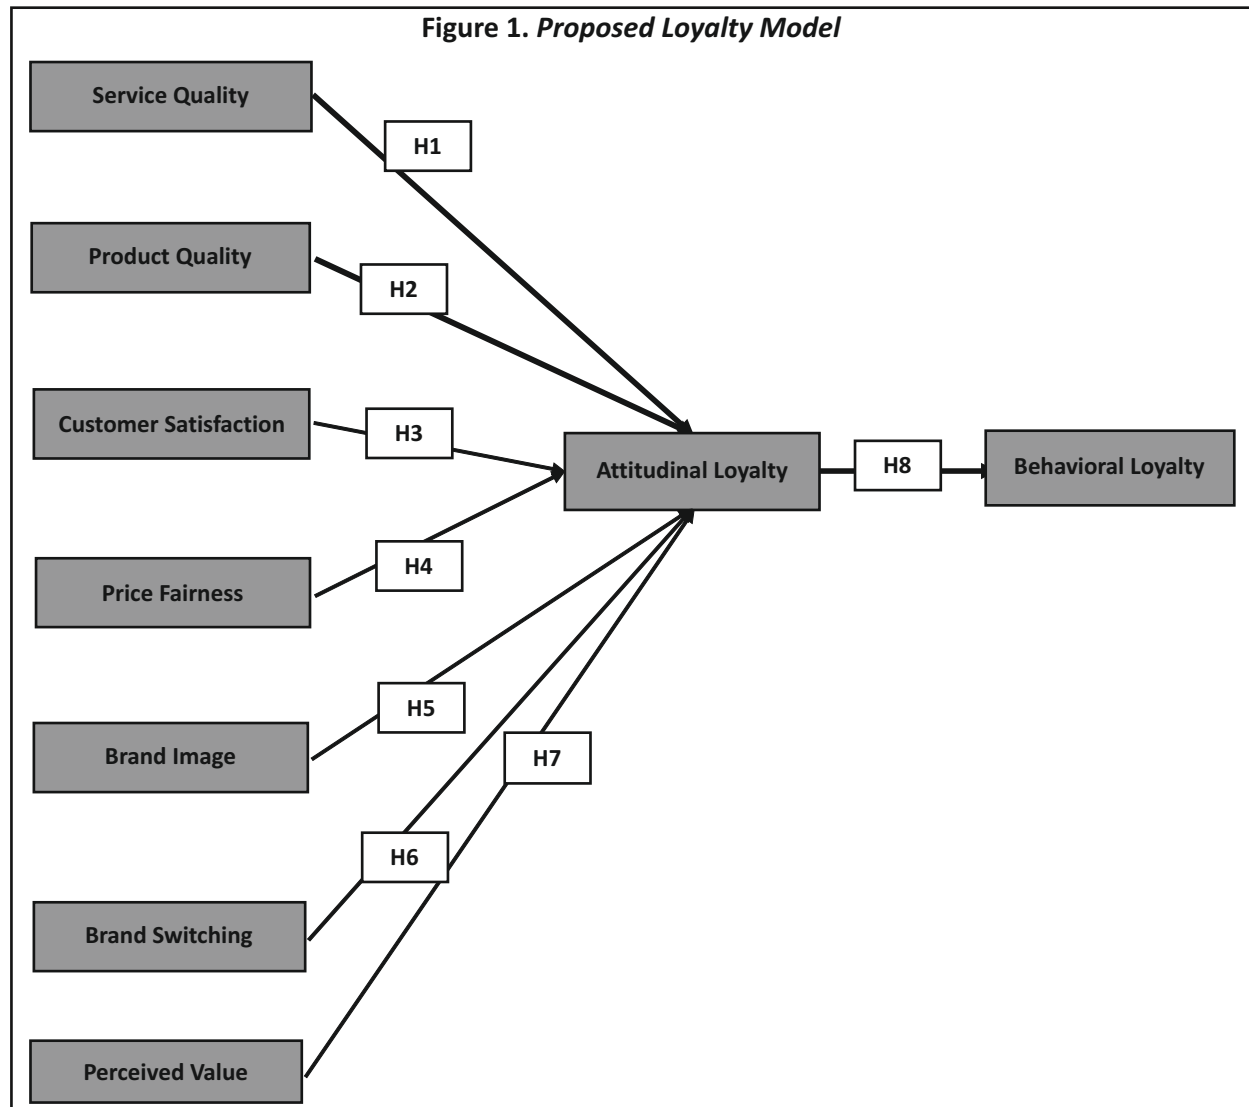 Figure 1. Proposed Loyalty Model
Service Quality
H1
Product Quality
H2
Customer Satisfaction
H3
Attitudinal Loyalty
H8
Behavioral Loyalty
Price Fairness
H4
Brand Image
H5
H7
Brand Switching
H6
Perceived Value